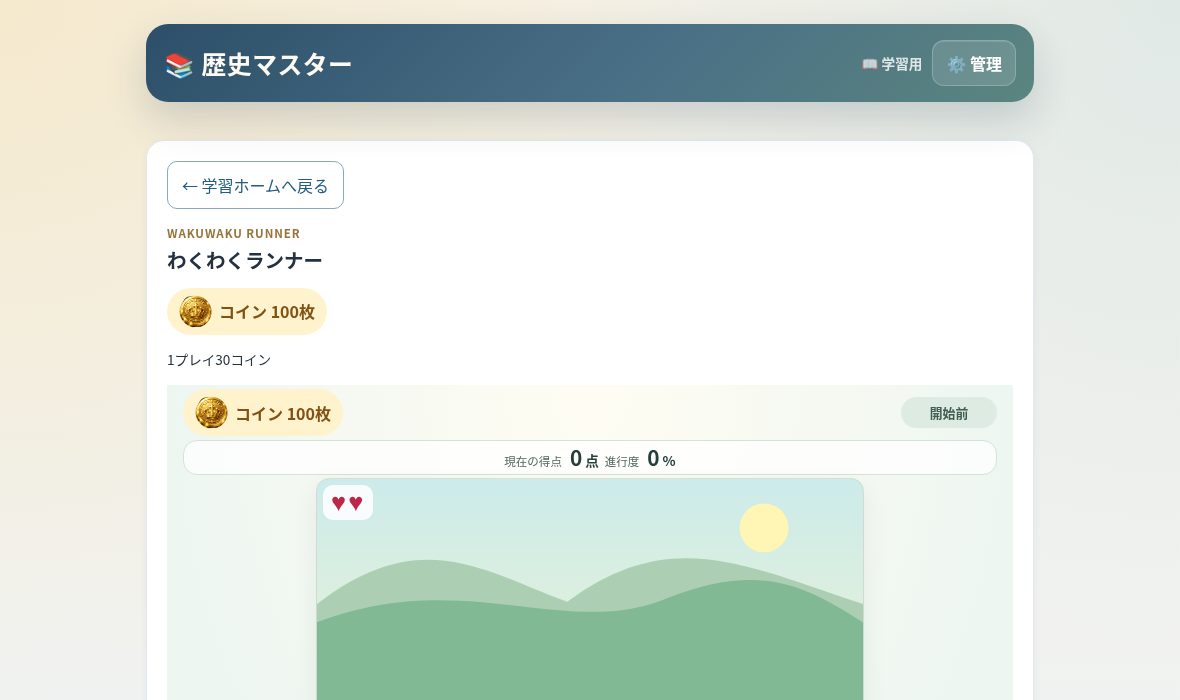 📚 歴史マスター
📖 学習用
⚙️ 管理
← 学習ホームへ戻る
WAKUWAKU RUNNER
わくわくランナー
コイン 100枚
1プレイ30コイン
コイン 100枚
開始前
現在の得点 0 点 進行度 0 %
♥♥